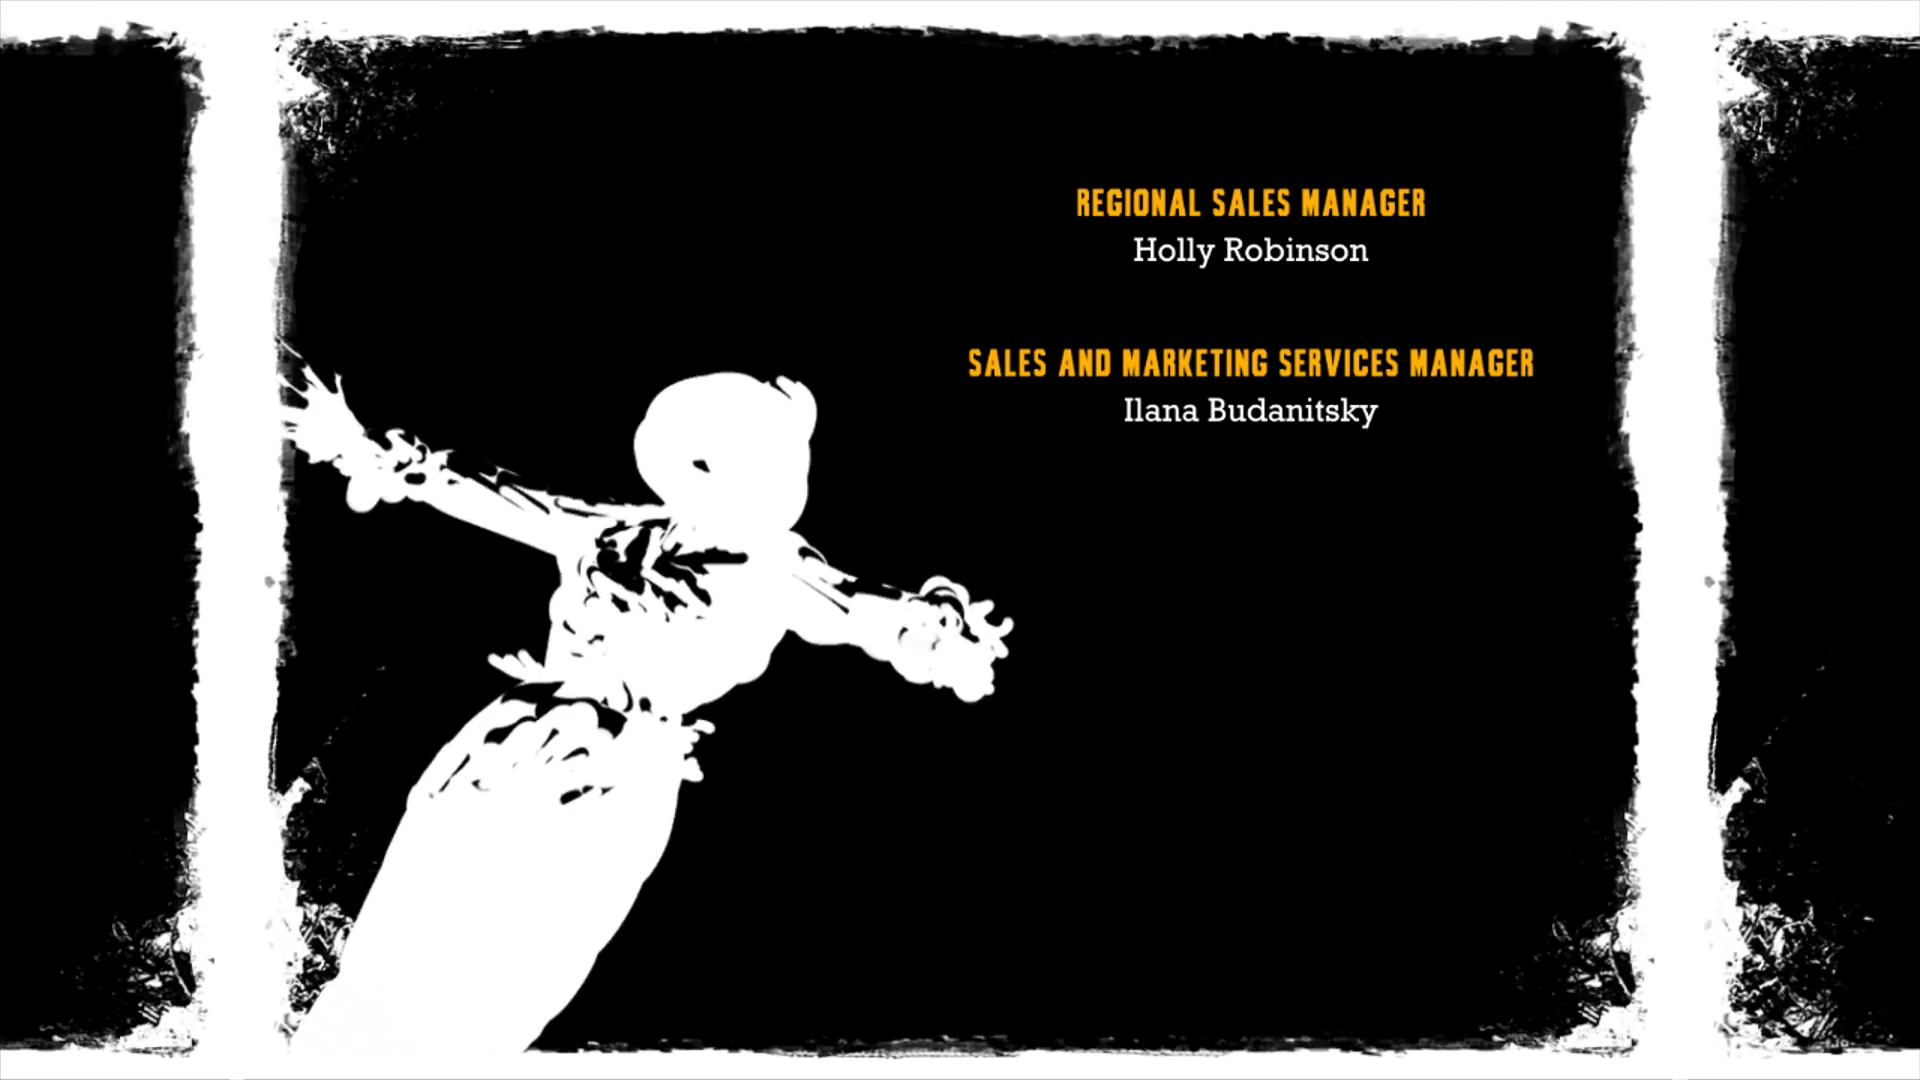 REGIONAL SALES MANAGER
Holly Robinson
SALES AND MARKETING SERVICES MANAGER
Ilana Budanitsky